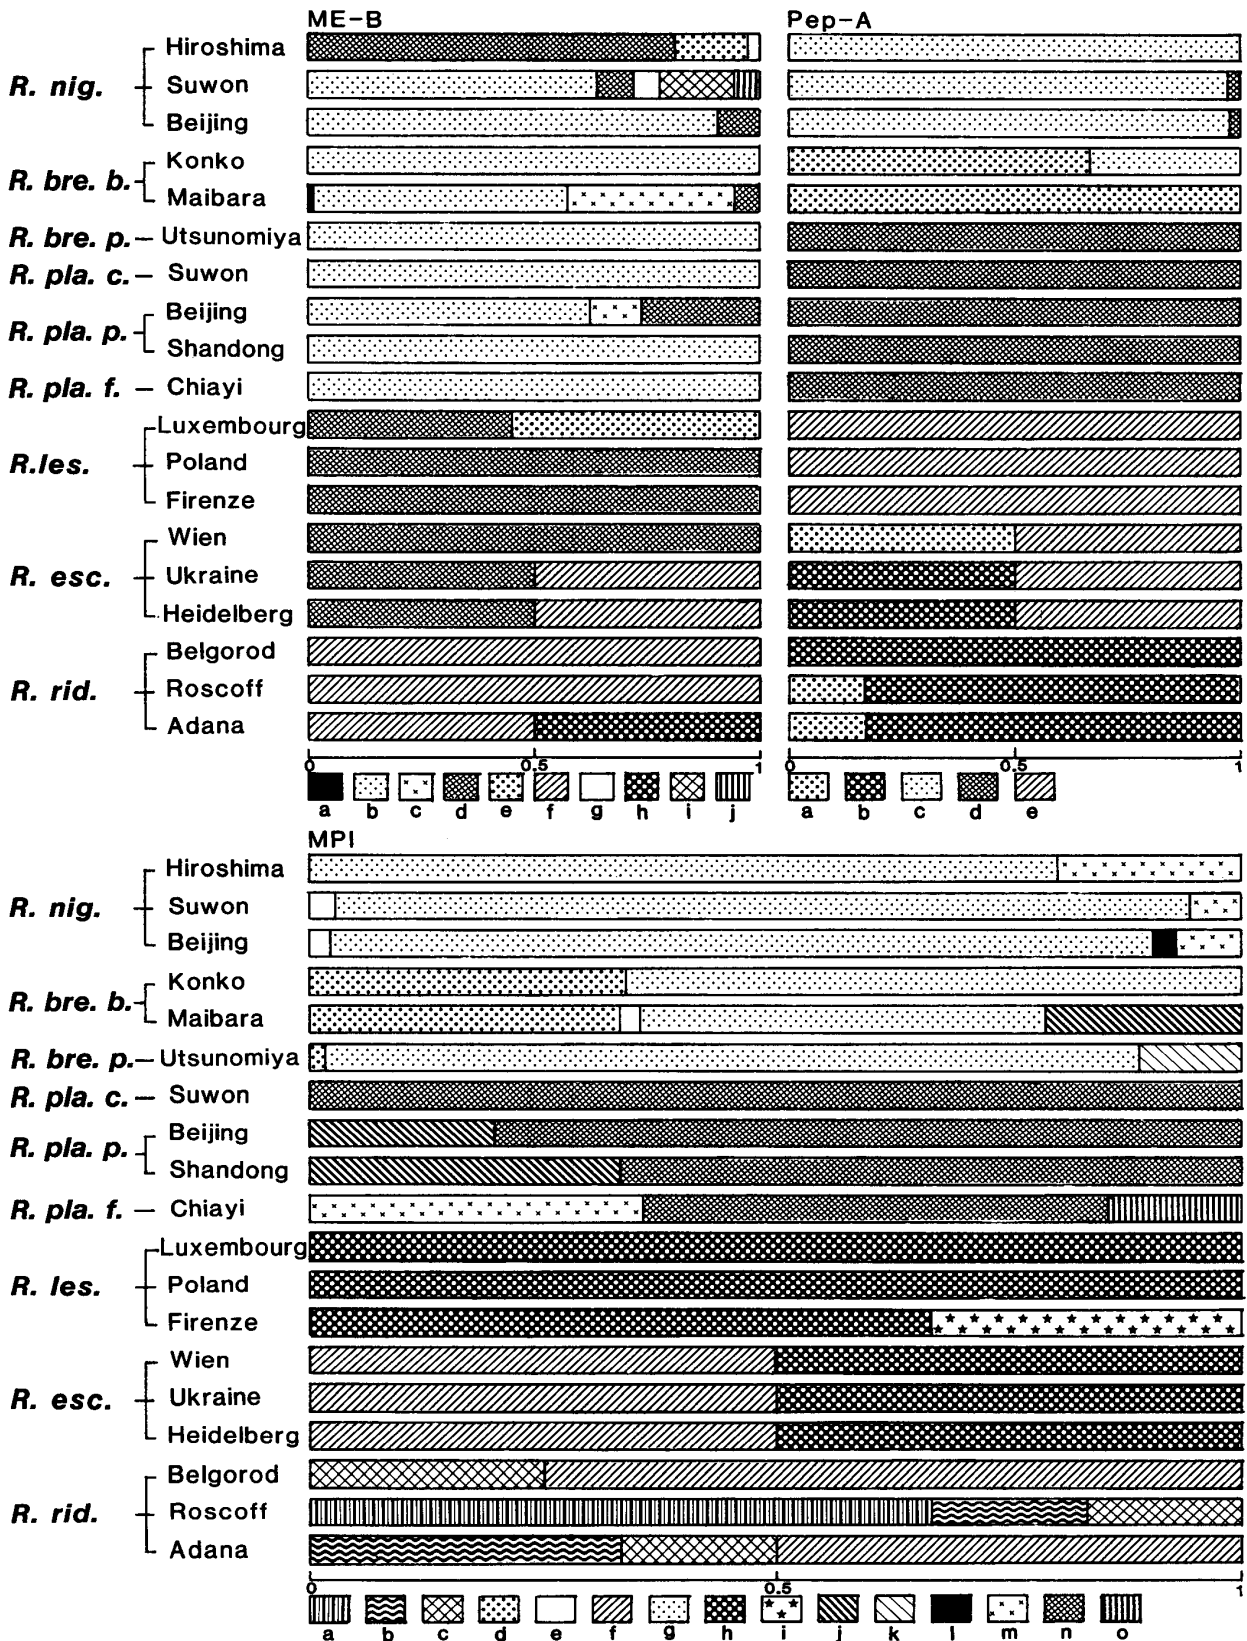 ME-B Pep-A
R. nig. Hiroshima
Suwon
Beijing
R. bre. b. Konko
Maibara
R. bre. p. Utsunomiya
R. pla. c. Suwon
R. pla. p. Beijing
Shandong
R. pla. f. Chiayi
R.les. Luxembourg
Poland
Firenze
R. esc. Wien
Ukraine
Heidelberg
R. rid. Belgorod
Roscoff
Adana
0 0.5 1 0 0.5 1
a b c d e f g h i j a b c d e
MPI
R. nig. Hiroshima
Suwon
Beijing
R. bre. b. Konko
Maibara
R. bre. p. Utsunomiya
R. pla. c. Suwon
R. pla. p. Beijing
Shandong
R. pla. f. Chiayi
R. les. Luxembourg
Poland
Firenze
R. esc. Wien
Ukraine
Heidelberg
R. rid. Belgorod
Roscoff
Adana
0 0.5 1
a b c d e f g h i j k l m n o